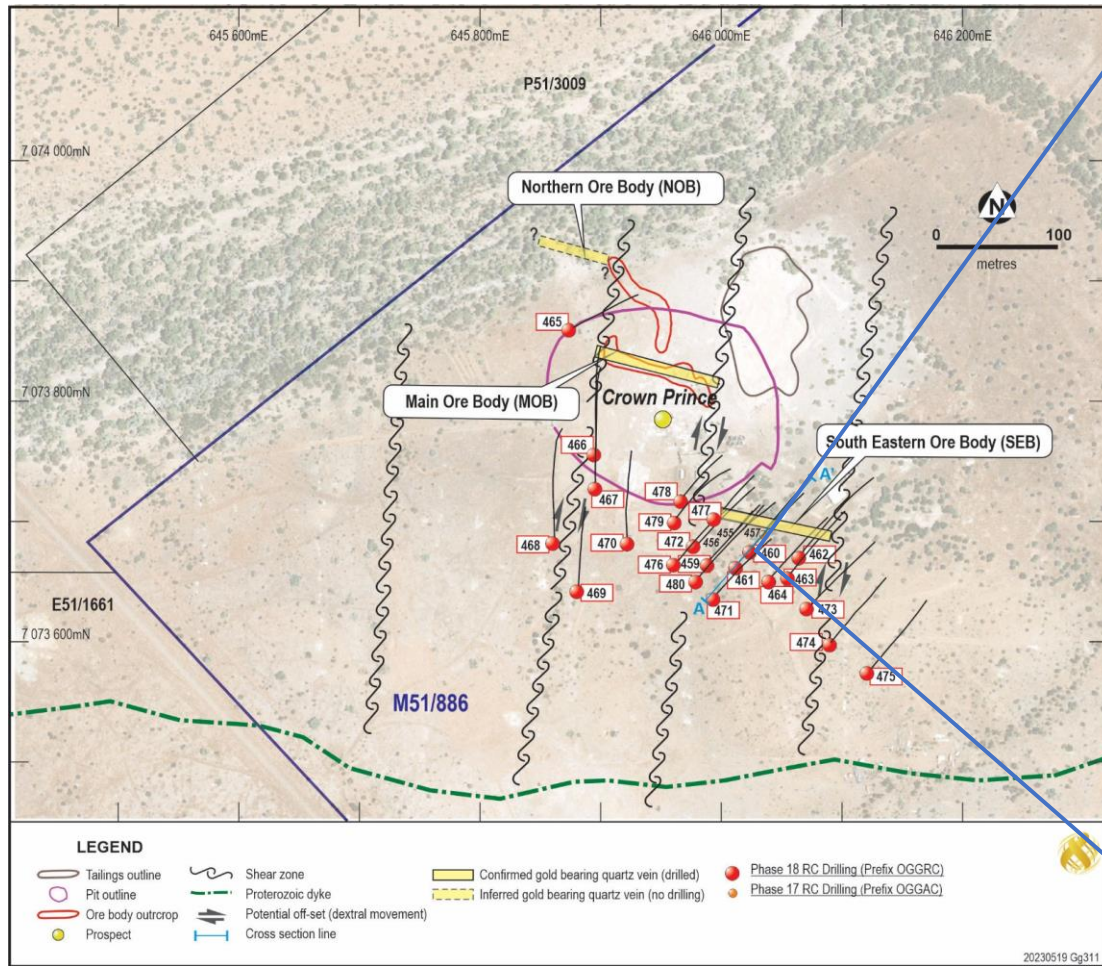 645 600mE
645 800mE
646 000mE
646 200mE
P51/3009
7 074 000mN
Northern Ore Body (NOB)
N
0 100
metres
?
?
465
7 073 800mN
Main Ore Body (MOB)
Crown Prince
South Eastern Ore Body (SEB)
A'
466
467
478
477
479
455
457
468
470
472
456
460
462
476
459
461
463
480
464
469
A
471
473
E51/1661
7 073 600mN
474
475
M51/886
LEGEND
Tailings outline
Pit outline
Ore body outcrop
Prospect
Shear zone
Proterozoic dyke
Potential off-set (dextral movement)
Cross section line
Confirmed gold bearing quartz vein (drilled)
Inferred gold bearing quartz vein (no drilling)
Phase 18 RC Drilling (Prefix OGGRC)
Phase 17 RC Drilling (Prefix OGGAC)
20230519 Gg311